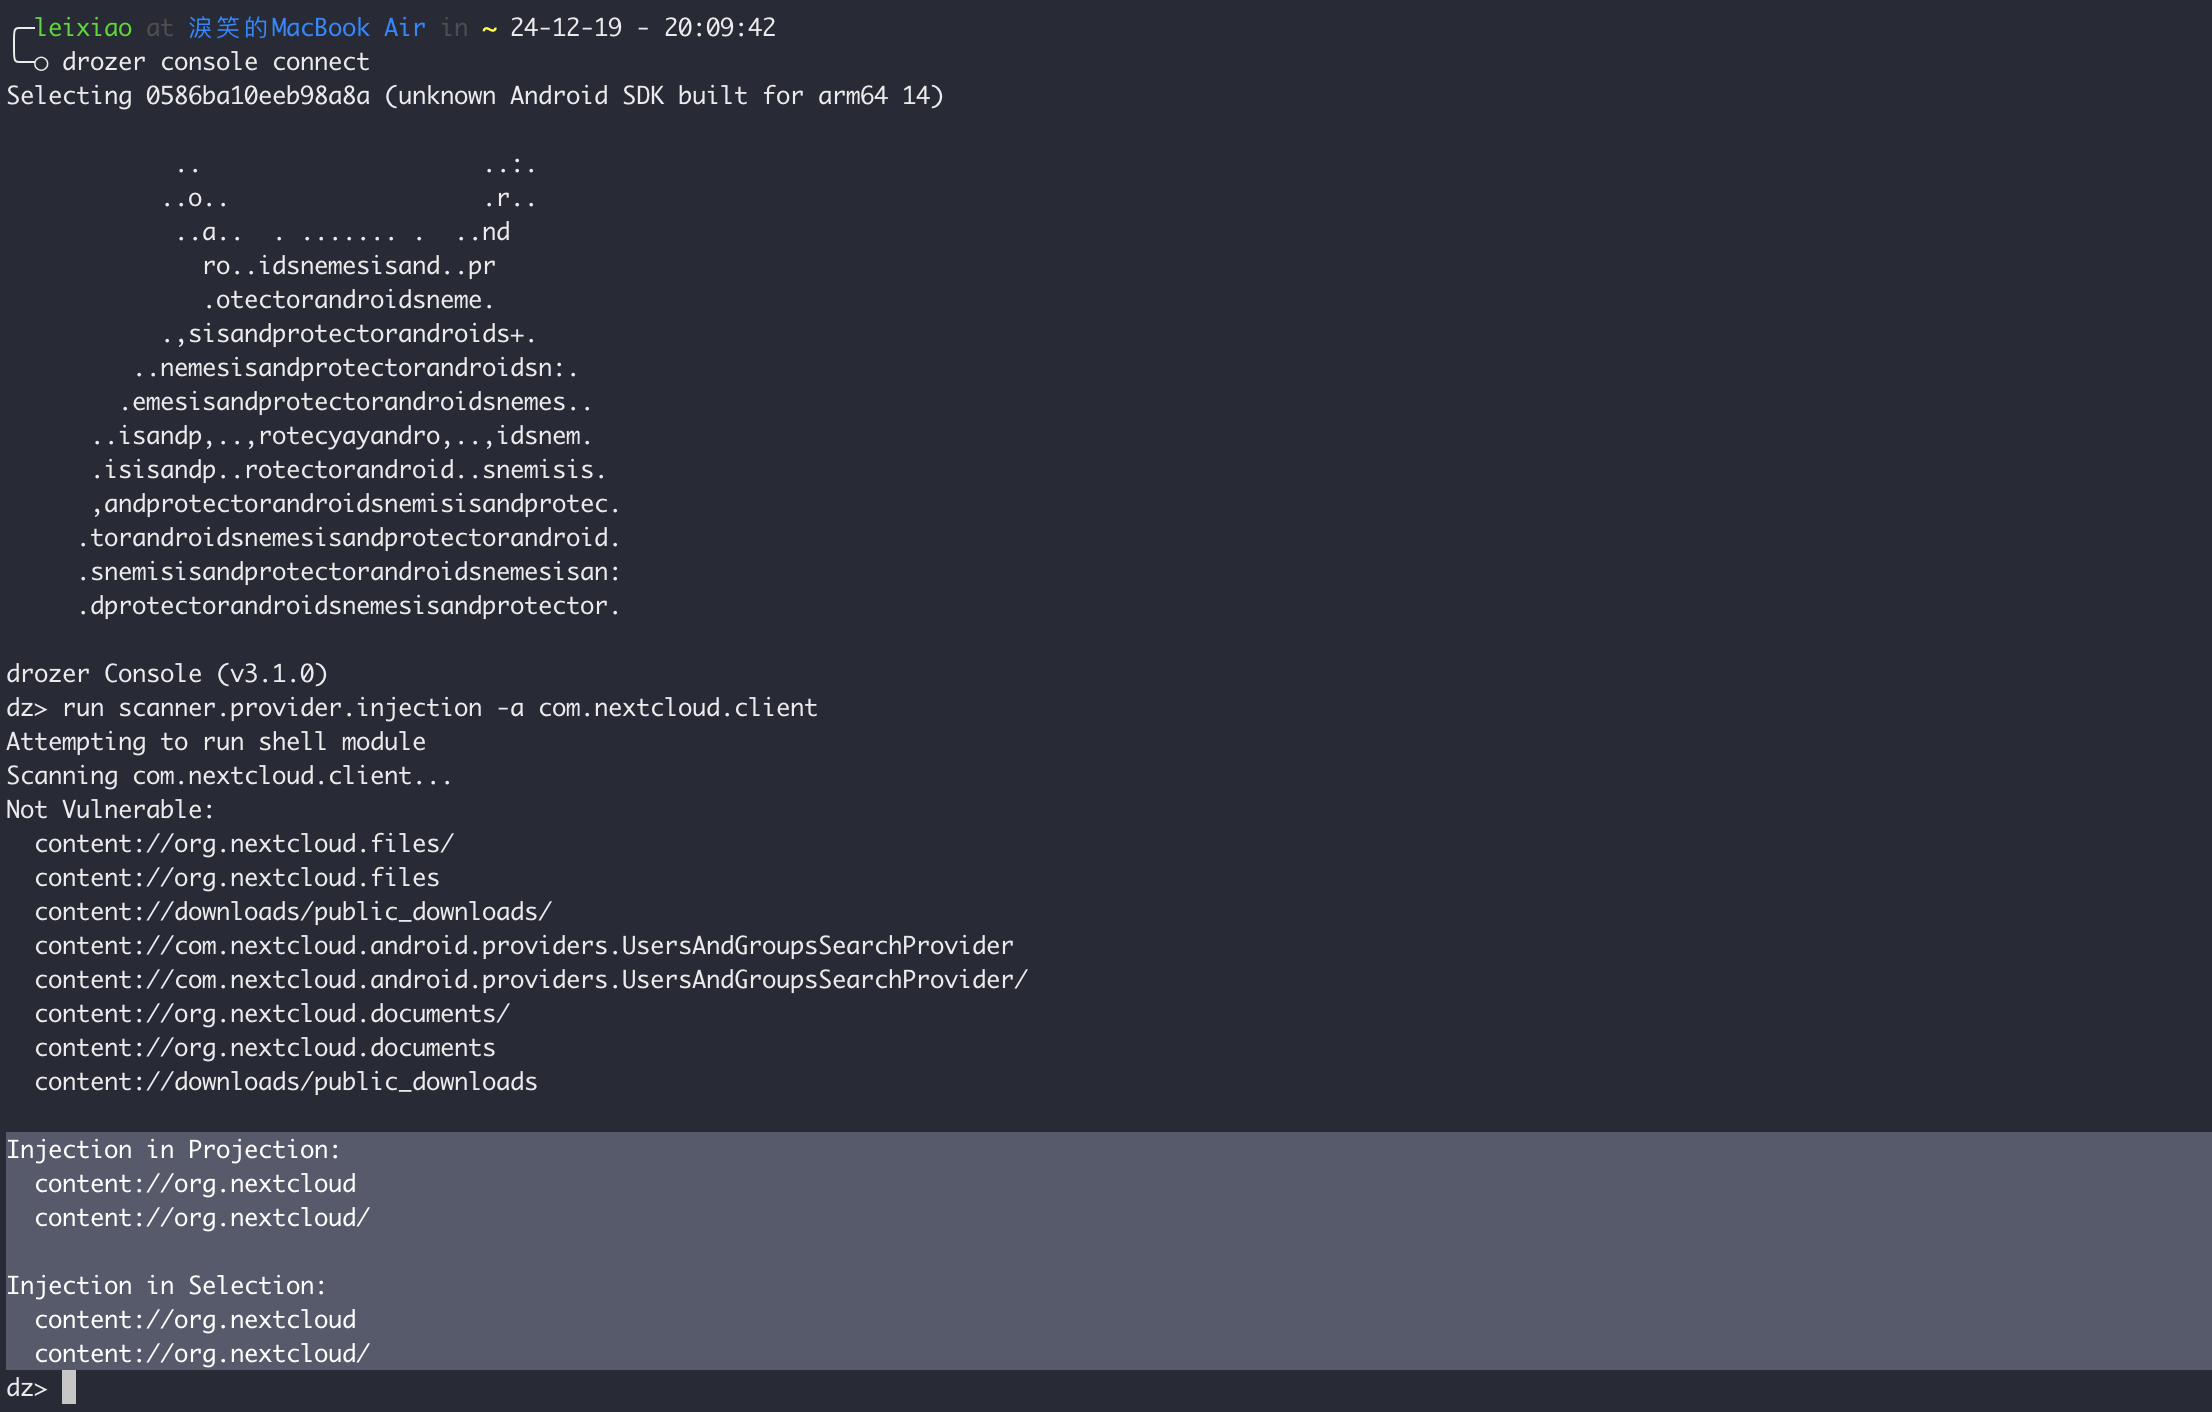 leixiao at 淚笑的MacBook Air in ~ 24-12-19 - 20:09:42
drozer console connect
Selecting 0586ba10eeb98a8a (unknown Android SDK built for arm64 14)
..                    ..:.
..o..                  .r..
..a..  . ....... .  ..nd
ro..idsnemesisand..pr
.otectorandroidsneme.
.,sisandprotectorandroids+.
..nemesisandprotectorandroidsn:.
.emesisandprotectorandroidsnemes..
..isandp,..,rotecyayandro,..,idsnem.
.isisandp..rotectorandroid..snemisis.
,andprotectorandroidsnemisisandprotec.
.torandroidsnemesisandprotectorandroid.
.snemisisandprotectorandroidsnemesisan:
.dprotectorandroidsnemesisandprotector.
drozer Console (v3.1.0)
dz> run scanner.provider.injection -a com.nextcloud.client
Attempting to run shell module
Scanning com.nextcloud.client...
Not Vulnerable:
content://org.nextcloud.files/
content://org.nextcloud.files
content://downloads/public_downloads/
content://com.nextcloud.android.providers.UsersAndGroupsSearchProvider
content://com.nextcloud.android.providers.UsersAndGroupsSearchProvider/
content://org.nextcloud.documents/
content://org.nextcloud.documents
content://downloads/public_downloads
Injection in Projection:
content://org.nextcloud
content://org.nextcloud/
Injection in Selection:
content://org.nextcloud
content://org.nextcloud/
dz>